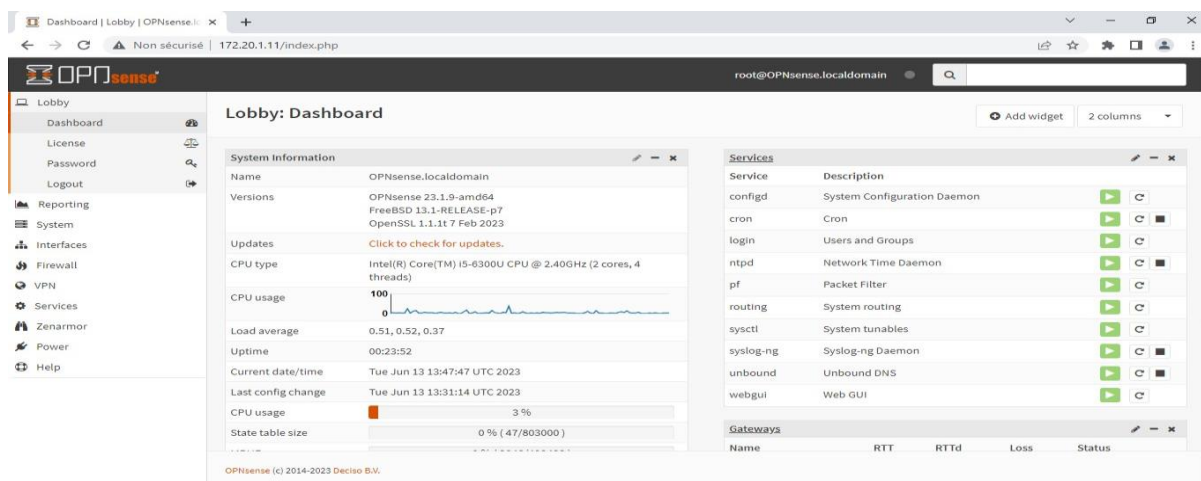 Dashboard | Lobby | OPNsense.lo
Non sécurisé | 172.20.1.11/index.php
OPNsense
root@OPNsense.localdomain
Lobby
Dashboard
License
Password
Logout
Reporting
System
Interfaces
Firewall
VPN
Services
Zenarmor
Power
Help
Lobby: Dashboard
Add widget
2 columns
System Information
Name OPNsense.localdomain
Versions OPNsense 23.1.9-amd64
FreeBSD 13.1-RELEASE-p7
OpenSSL 1.1.1t 7 Feb 2023
Updates Click to check for updates.
CPU type Intel(R) Core(TM) i5-6300U CPU @ 2.40GHz (2 cores, 4
threads)
CPU usage 100
0
Load average 0.51, 0.52, 0.37
Uptime 00:23:52
Current date/time Tue Jun 13 13:47:47 UTC 2023
Last config change Tue Jun 13 13:31:14 UTC 2023
CPU usage 3 %
State table size 0 % ( 47/803000 )
Services
Service Description
configd System Configuration Daemon
cron Cron
login Users and Groups
ntpd Network Time Daemon
pf Packet Filter
routing System routing
sysctl System tunables
syslog-ng Syslog-ng Daemon
unbound Unbound DNS
webgui Web GUI
Gateways
Name RTT RTTd Loss Status
OPNsense (c) 2014-2023 Deciso B.V.